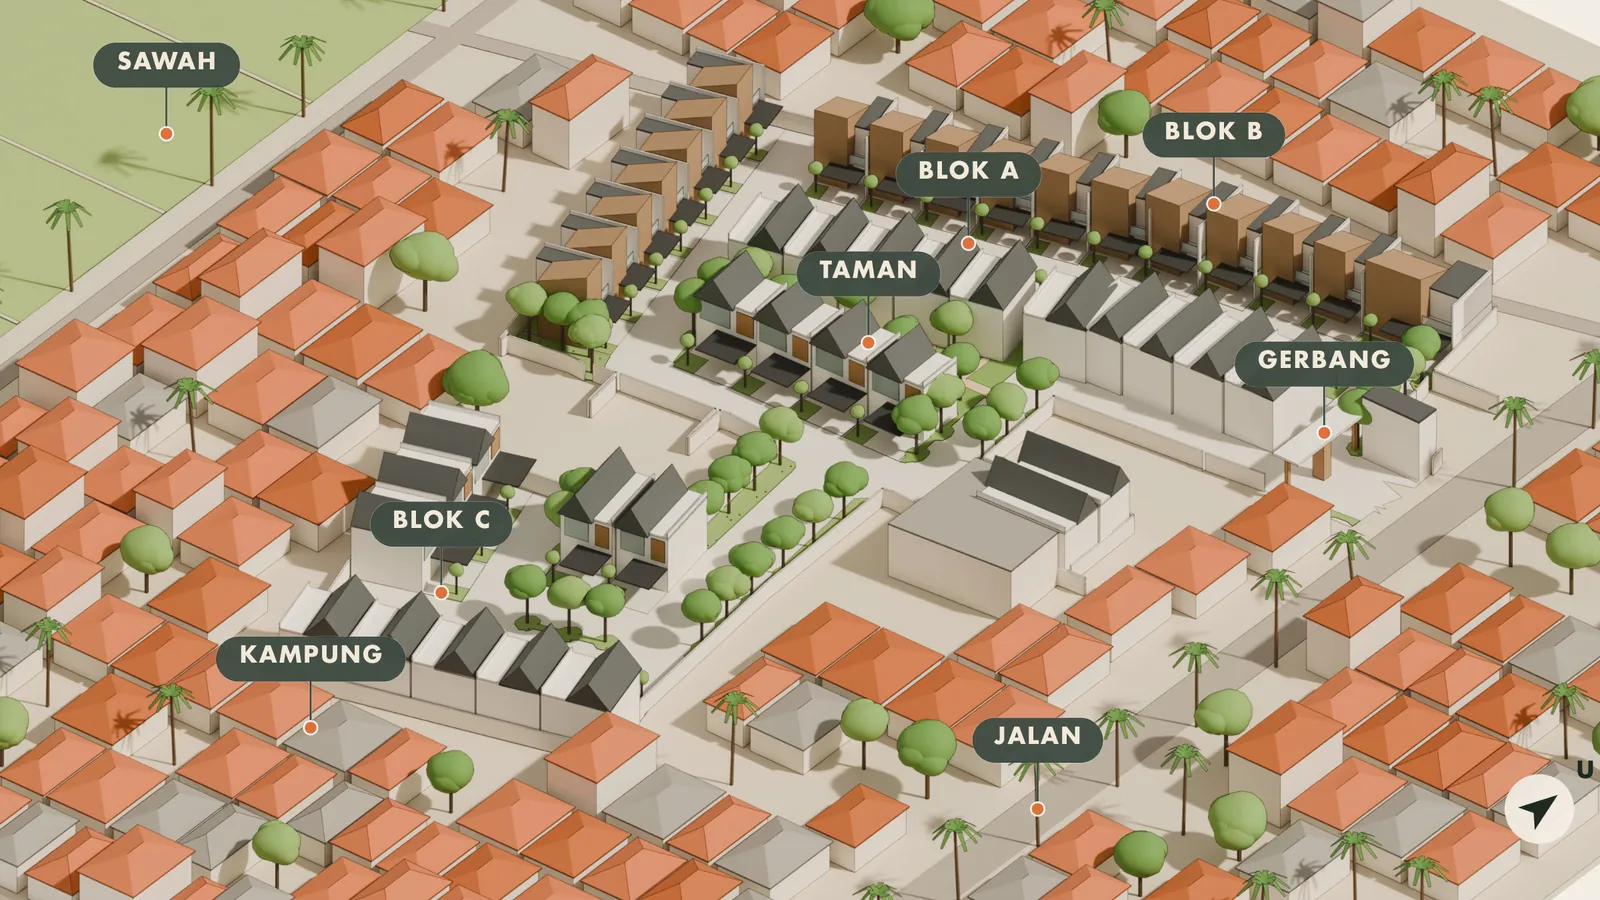 SAWAH
BLOK B
BLOK A
TAMAN
GERBANG
BLOK C
KAMPUNG
JALAN
U